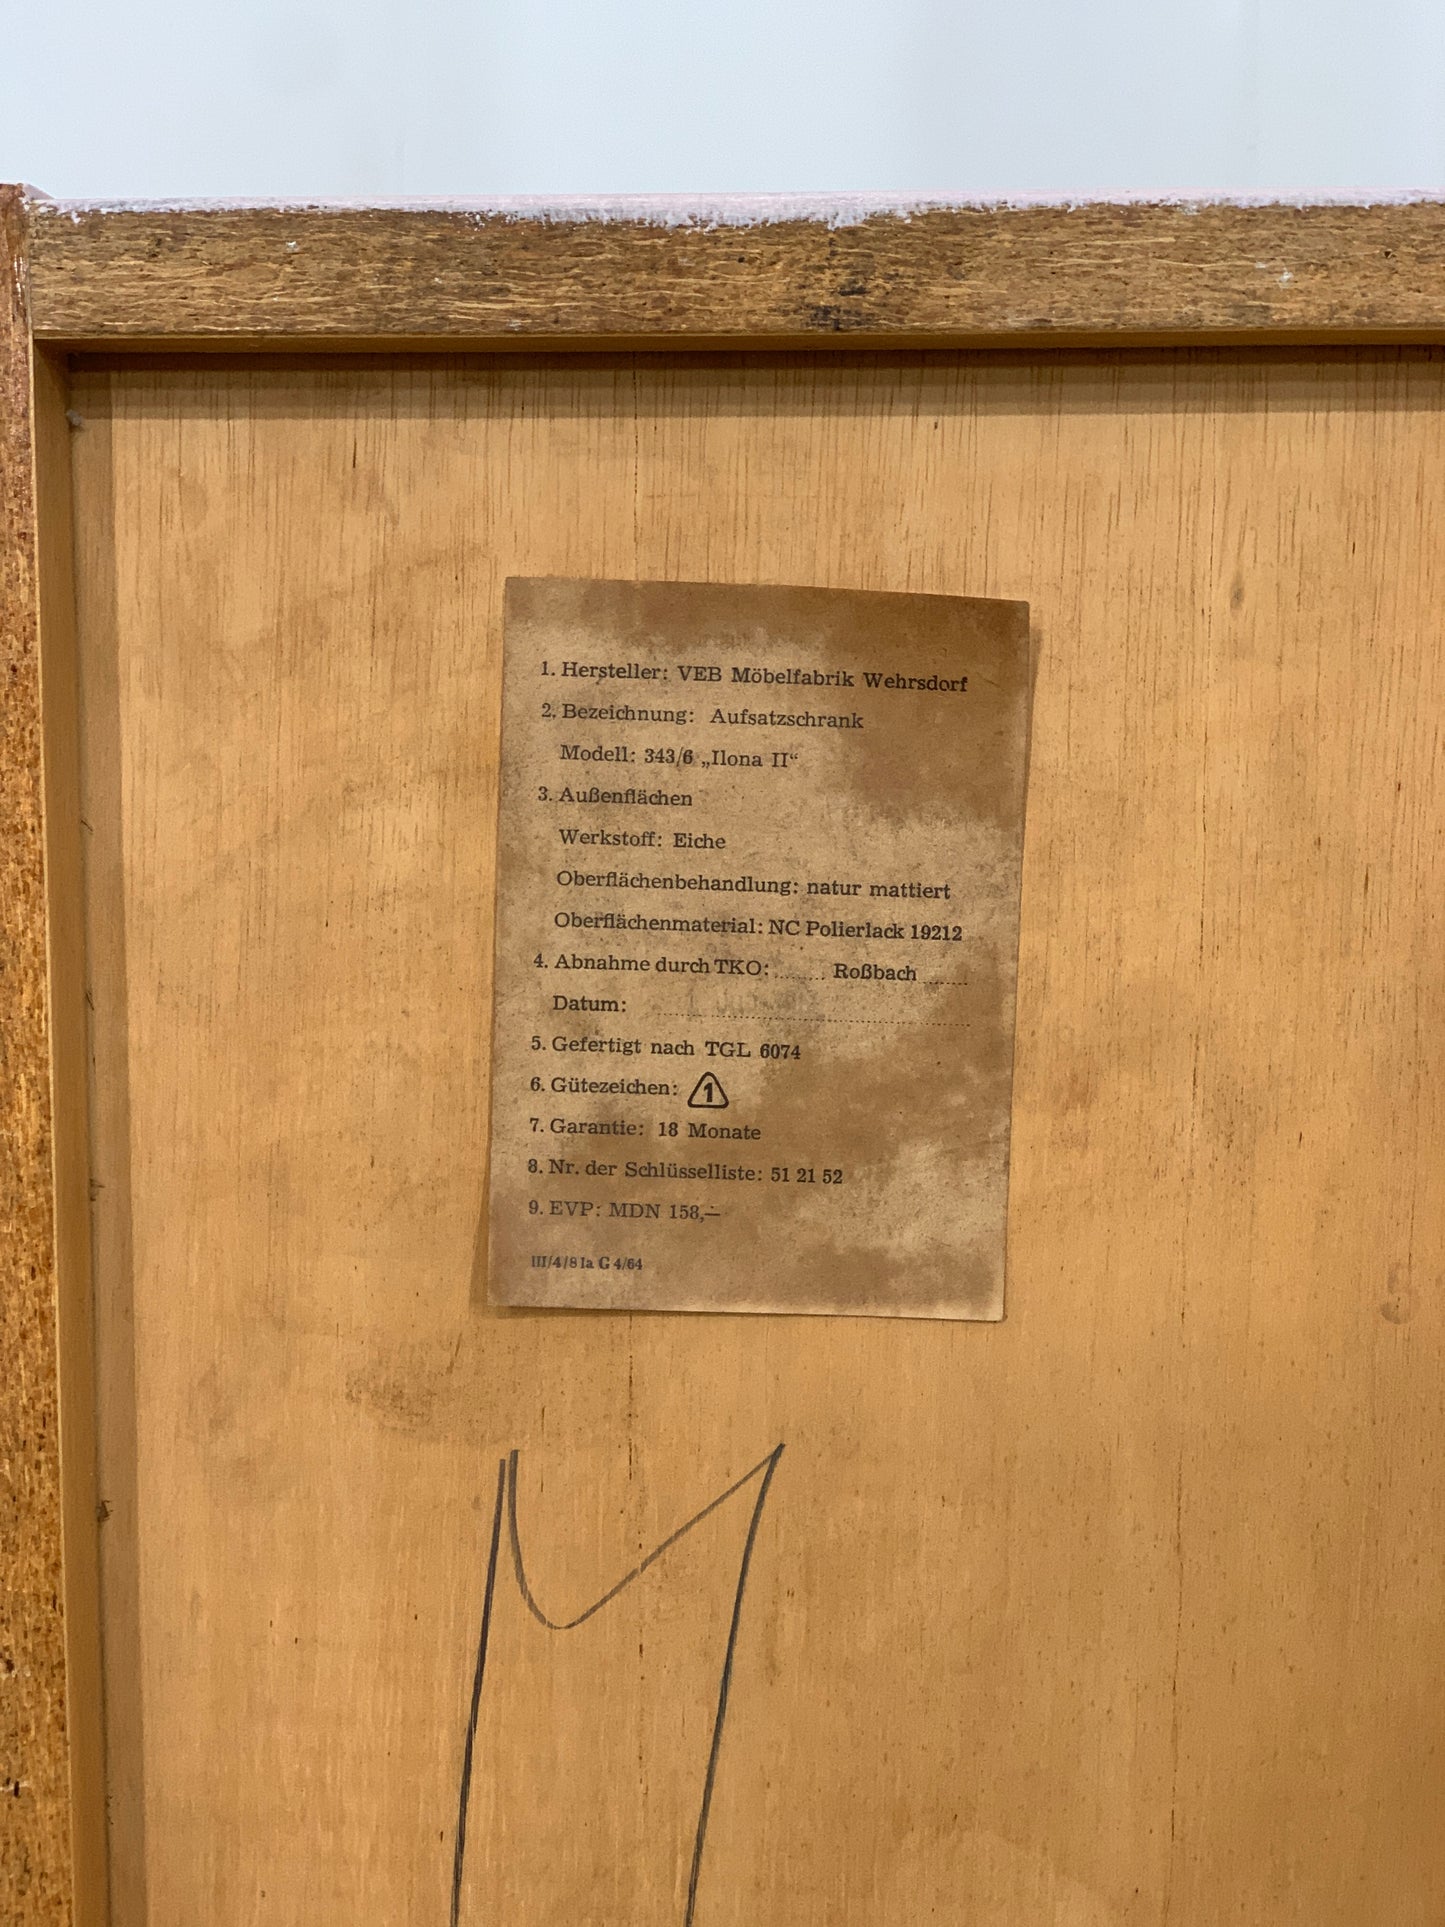 1. Hersteller: VEB Möbelfabrik Wehrsdorf
2. Bezeichnung: Aufsatzschrank
Modell: 343/6 „Ilona II“
3. Außenflächen
Werkstoff: Eiche
Oberflächenbehandlung: natur mattiert
Oberflächenmaterial: NC Polierlack 19212
4. Abnahme durch TKO: ........ Roßbach .......
Datum:
5. Gefertigt nach TGL 6074
6. Gütezeichen: 1
7. Garantie: 18 Monate
8. Nr. der Schlüsselliste: 51 21 52
9. EVP: MDN 158,—
III/4/8 Ia G 4/64